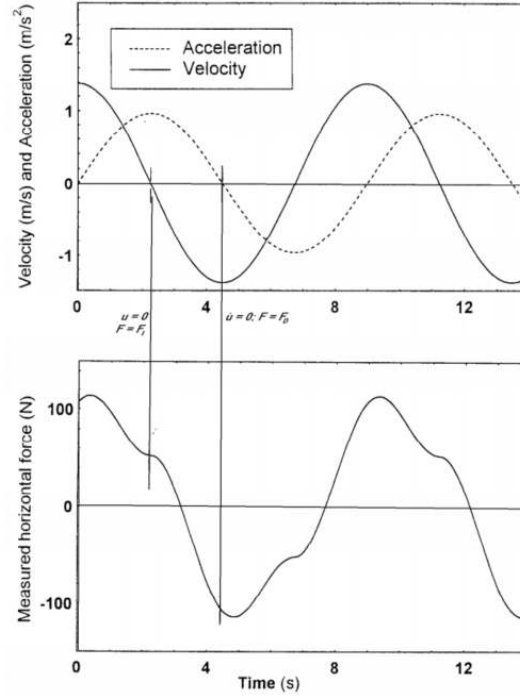 2
1
0
-1
Velocity (m/s) and Acceleration (m/s²)
Acceleration
Velocity
0 4 8 12
u = 0
F = F_I
u̇ = 0; F = F_D
100
0
-100
Measured horizontal force (N)
0 4 8 12
Time (s)